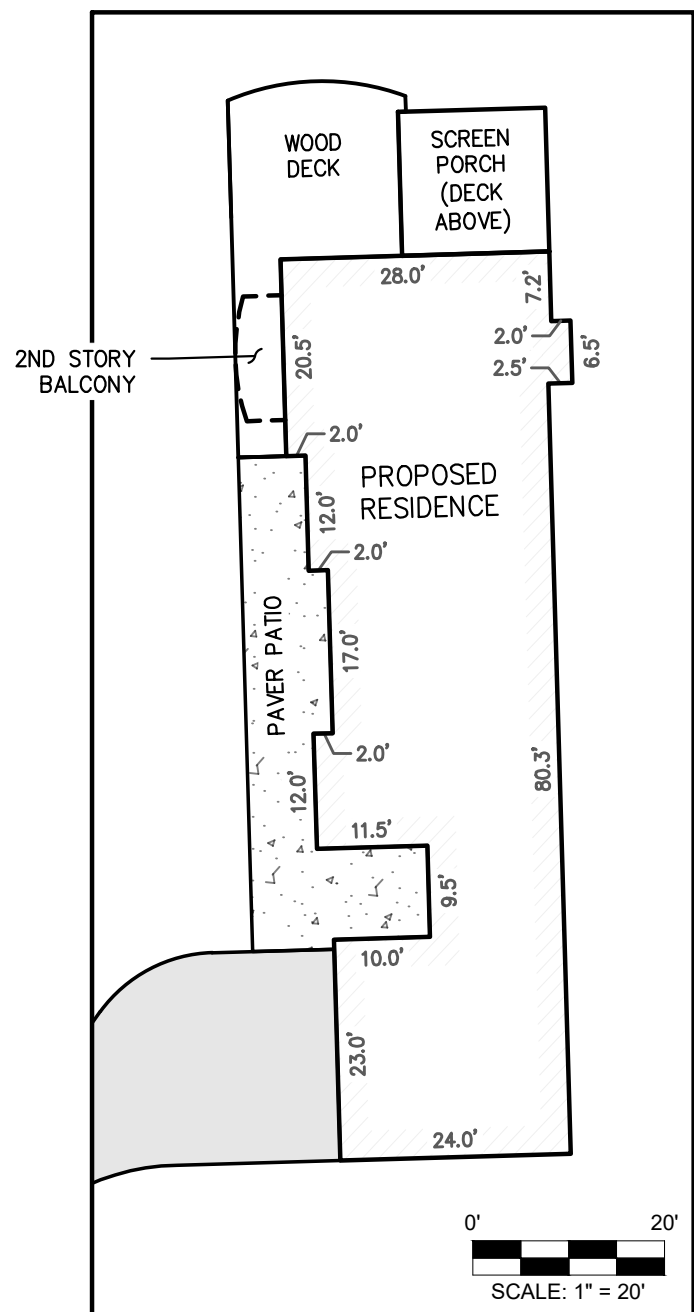 WOOD
DECK
SCREEN
PORCH
(DECK
ABOVE)
28.0'
7.2'
2.0'
6.5'
2.5'
2ND STORY
BALCONY
20.5'
2.0'
PROPOSED
RESIDENCE
12.0'
2.0'
PAVER PATIO
17.0'
2.0'
12.0'
80.3'
11.5'
9.5'
10.0'
23.0'
24.0'
0' 20'
SCALE: 1" = 20'